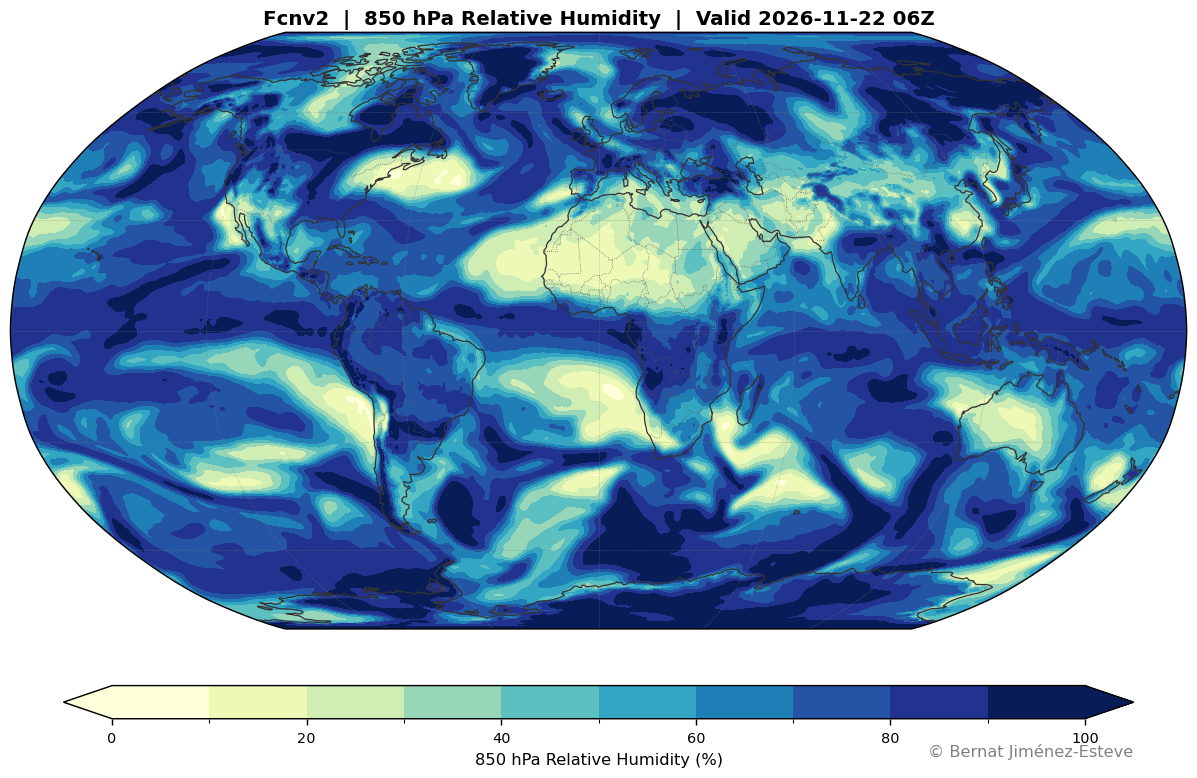 Fcnv2 | 850 hPa Relative Humidity | Valid 2026-11-22 06Z
0 20 40 60 80 100
850 hPa Relative Humidity (%)
© Bernat Jiménez-Esteve